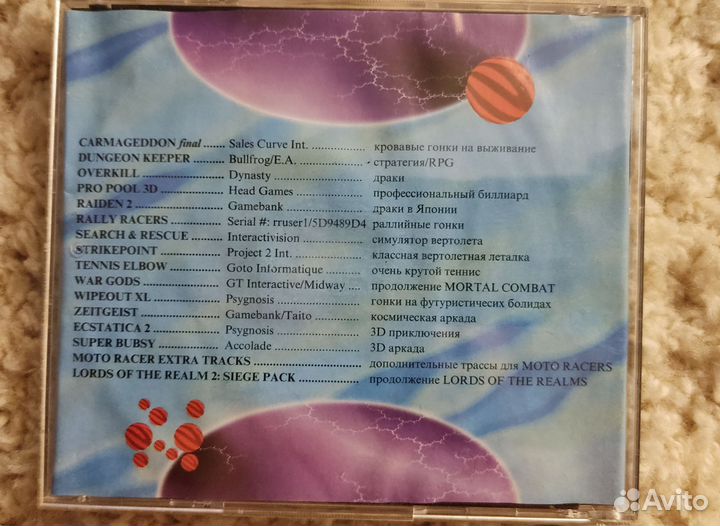 CARMAGEDDON final ....... Sales Curve Int. .................. кровавые гонки на выживание
DUNGEON KEEPER ........... Bullfrog/E.A. ..................... - стратегия/RPG
OVERKILL ........................ Dynasty .............................. драки
PRO POOL 3D .................... Head Games ....................... профессиональный биллиард
RAIDEN 2 .......................... Gamebank .......................... драки в Японии
RALLY RACERS ................ Serial #: rruser1/5D9489D4 раллийные гонки
SEARCH & RESCUE ........... Interactivision .................... симулятор вертолета
STRIKEPOINT ................... Project 2 Int. ....................... классная вертолетная леталка
TENNIS ELBOW ................. Goto Informatique ............... очень крутой теннис
WAR GODS ........................ GT Interactive/Midway .... продолжение MORTAL COMBAT
WIPEOUT XL .................... Psygnosis ............................ гонки на футуристичесих болидах
ZEITGEIST ....................... Gamebank/Taito ................... космическая аркада
ECSTATICA 2 .................... Psygnosis ............................ 3D приключения
SUPER BUBSY ................... Accolade ............................. 3D аркада
MOTO RACER EXTRA TRACKS ........................... дополнительные трассы для MOTO RACERS
LORDS OF THE REALM 2: SIEGE PACK .................. продолжение LORDS OF THE REALMS
Avito